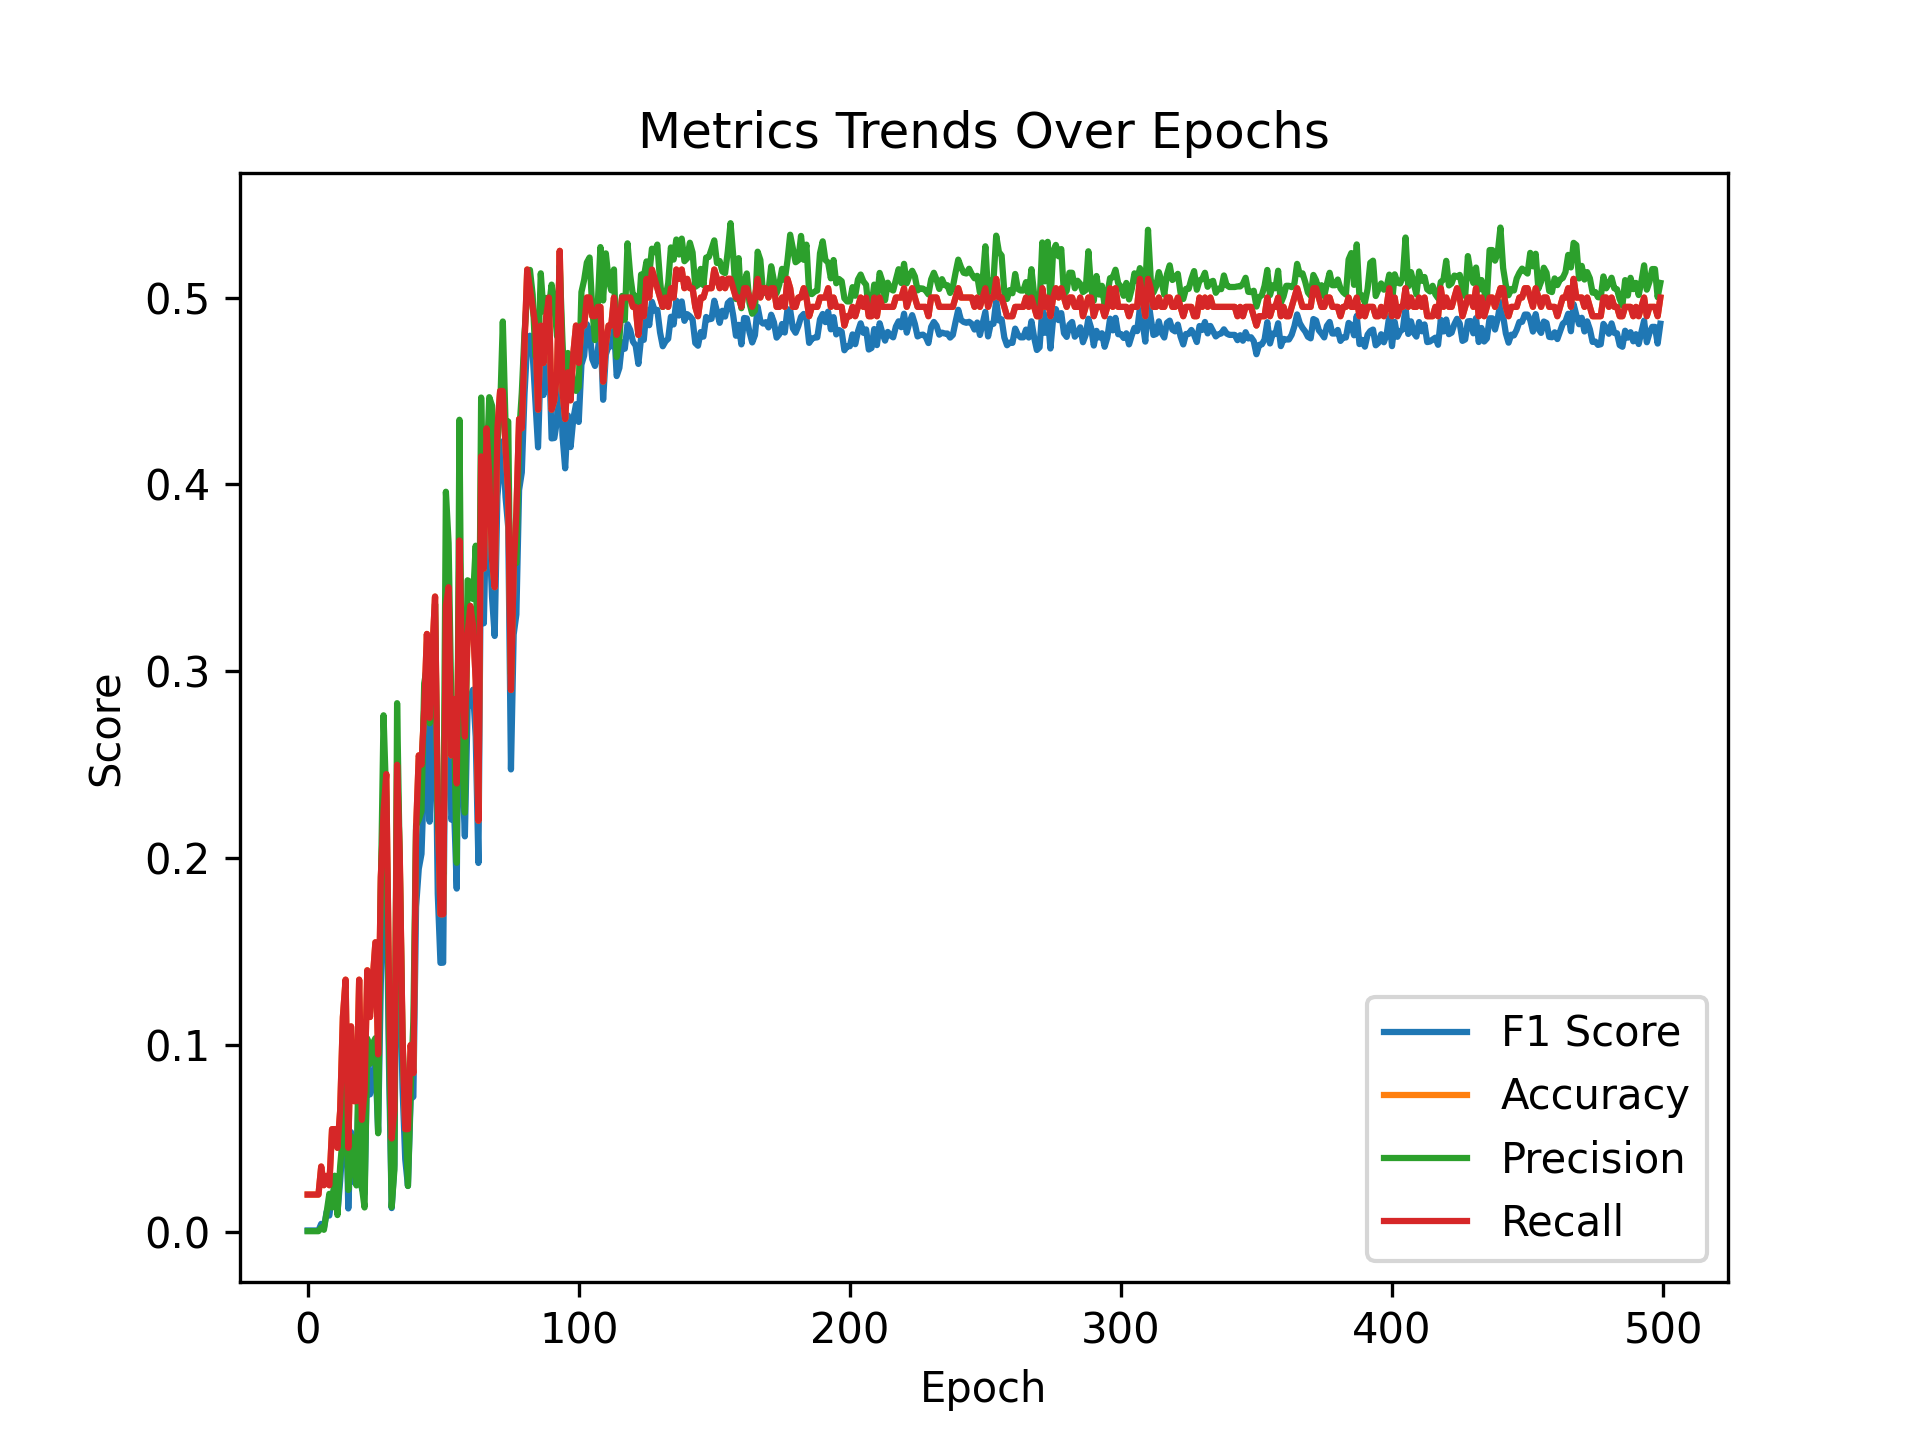 Metrics Trends Over Epochs
Score
0.5
0.4
0.3
0.2
0.1
0.0
F1 Score
Accuracy
Precision
Recall
0 100 200 300 400 500
Epoch